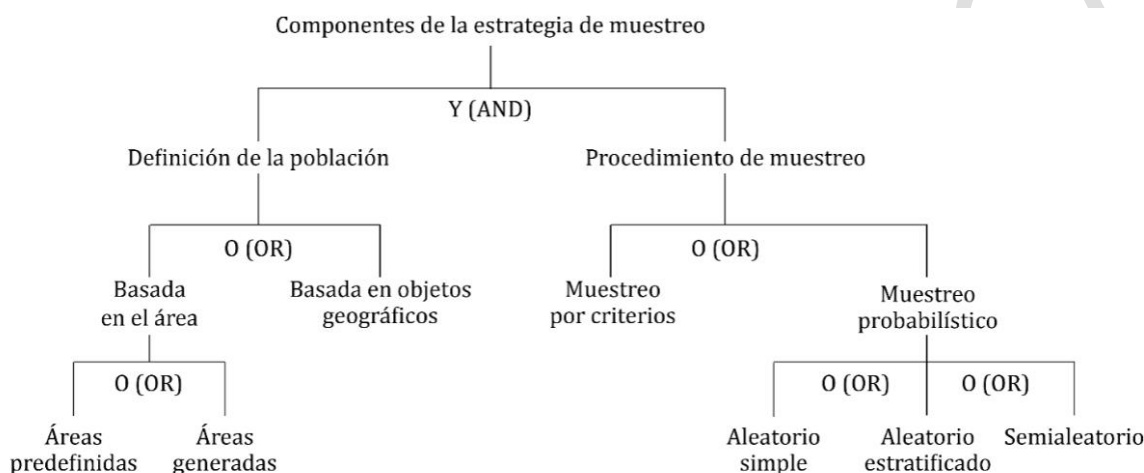 Componentes de la estrategia de muestreo
Y (AND)
Definición de la población
Procedimiento de muestreo
O (OR)
O (OR)
Basada
en el área
Basada en objetos
geográficos
Muestreo
por criterios
Muestreo
probabilístico
O (OR)
O (OR)
O (OR)
Áreas
predefinidas
Áreas
generadas
Aleatorio
simple
Aleatorio
estratificado
Semialeatorio